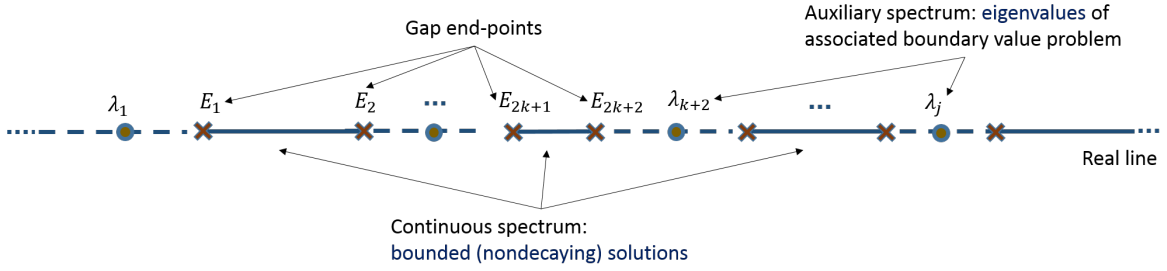 Gap end-points
Auxiliary spectrum: eigenvalues of
associated boundary value problem
λ₁ E₁ E₂ ... E₂ₖ₊₁ E₂ₖ₊₂ λₖ₊₂ ... λⱼ
Real line
Continuous spectrum:
bounded (nondecaying) solutions